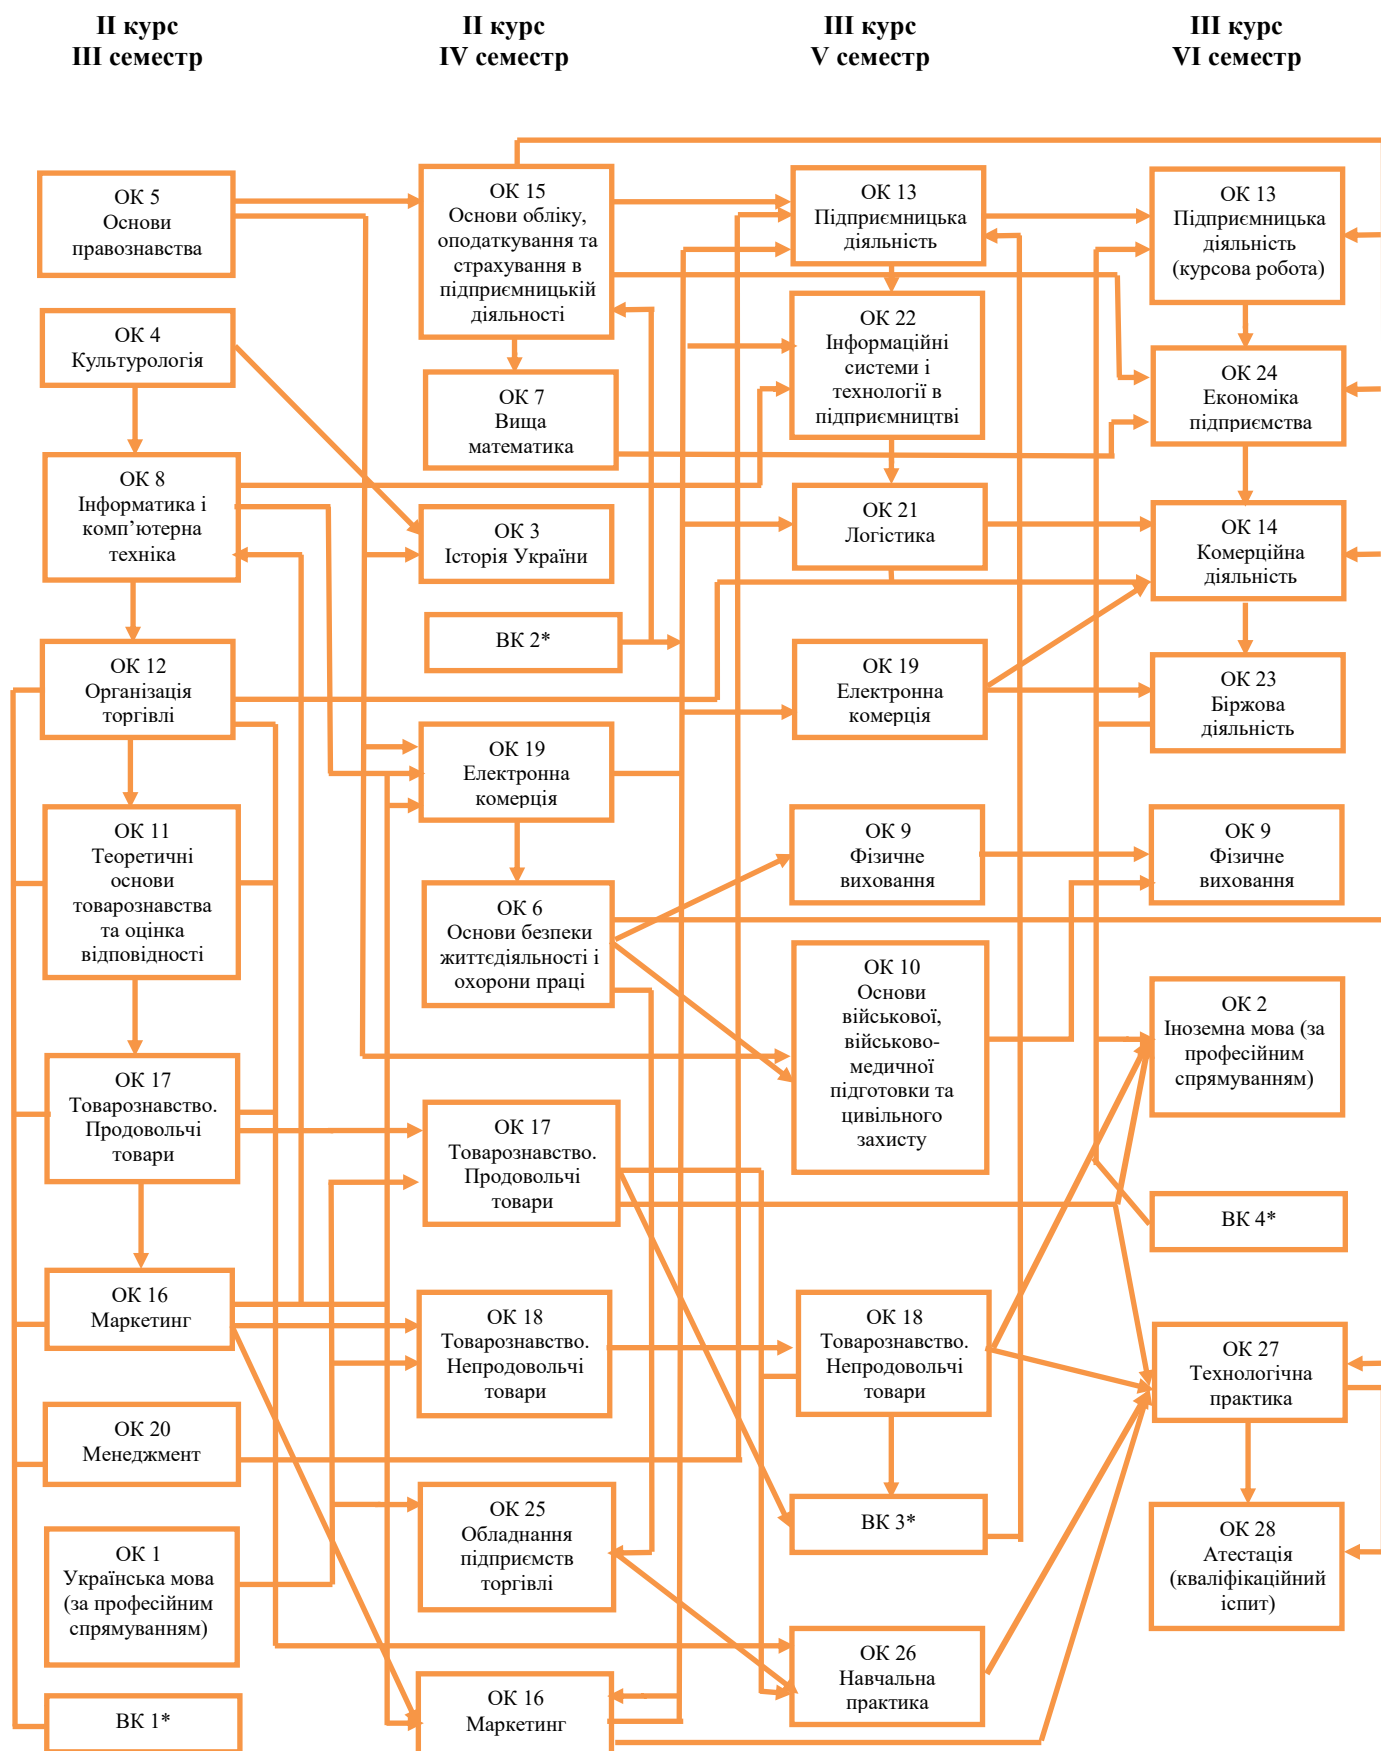 ІІ курс
ІІІ семестр
ІІ курс
IV семестр
ІІІ курс
V семестр
ІІІ курс
VI семестр
ОК 5
Основи
правознавства
ОК 4
Культурологія
ОК 8
Інформатика і
комп’ютерна
техніка
ОК 12
Організація
торгівлі
ОК 11
Теоретичні
основи
товарознавства
та оцінка
відповідності
ОК 17
Товарознавство.
Продовольчі
товари
ОК 16
Маркетинг
ОК 20
Менеджмент
ОК 1
Українська мова
(за професійним
спрямуванням)
ВК 1*
ОК 15
Основи обліку,
оподаткування та
страхування в
підприємницькій
діяльності
ОК 7
Вища
математика
ОК 3
Історія України
ВК 2*
ОК 19
Електронна
комерція
ОК 6
Основи безпеки
життєдіяльності і
охорони праці
ОК 17
Товарознавство.
Продовольчі
товари
ОК 18
Товарознавство.
Непродовольчі
товари
ОК 25
Обладнання
підприємств
торгівлі
ОК 16
Маркетинг
ОК 13
Підприємницька
діяльність
ОК 22
Інформаційні
системи і
технології в
підприємництві
ОК 21
Логістика
ОК 19
Електронна
комерція
ОК 9
Фізичне
виховання
ОК 10
Основи
військової,
військово-
медичної
підготовки та
цивільного
захисту
ОК 18
Товарознавство.
Непродовольчі
товари
ВК 3*
ОК 26
Навчальна
практика
ОК 13
Підприємницька
діяльність
(курсова робота)
ОК 24
Економіка
підприємства
ОК 14
Комерційна
діяльність
ОК 23
Біржова
діяльність
ОК 9
Фізичне
виховання
ОК 2
Іноземна мова (за
професійним
спрямуванням)
ВК 4*
ОК 27
Технологічна
практика
ОК 28
Атестація
(кваліфікаційний
іспит)